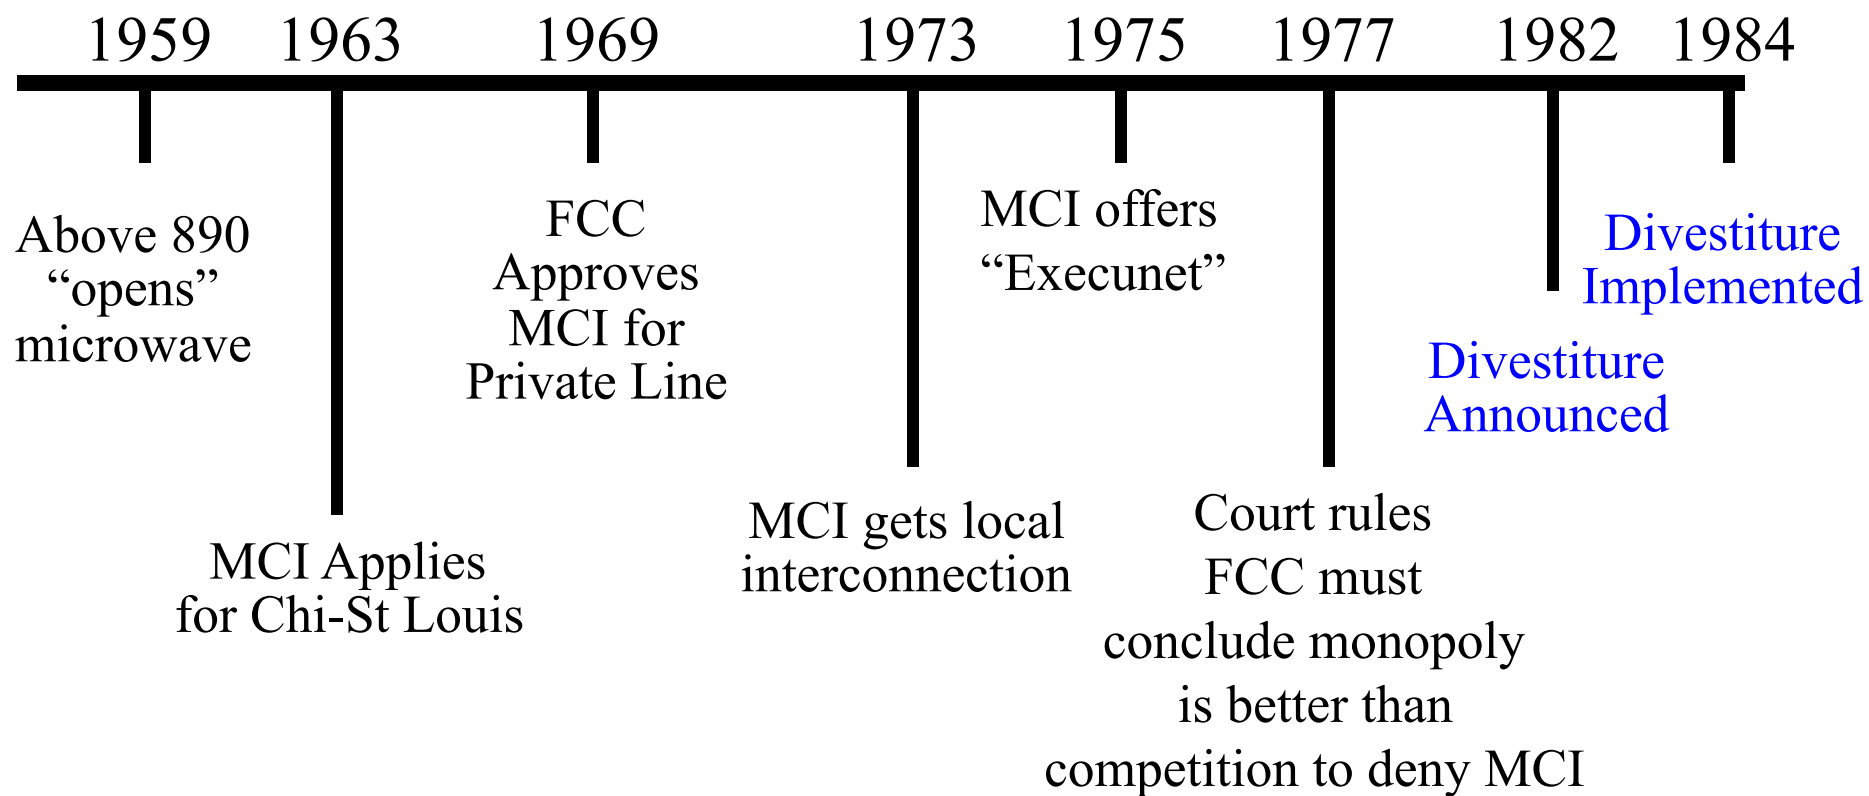 1959 1963 1969 1973 1975 1977 1982 1984
Above 890
“opens”
microwave
MCI Applies
for Chi-St Louis
FCC
Approves
MCI for
Private Line
MCI gets local
interconnection
MCI offers
“Execunet”
Court rules
FCC must
conclude monopoly
is better than
competition to deny MCI
Divestiture
Announced
Divestiture
Implemented